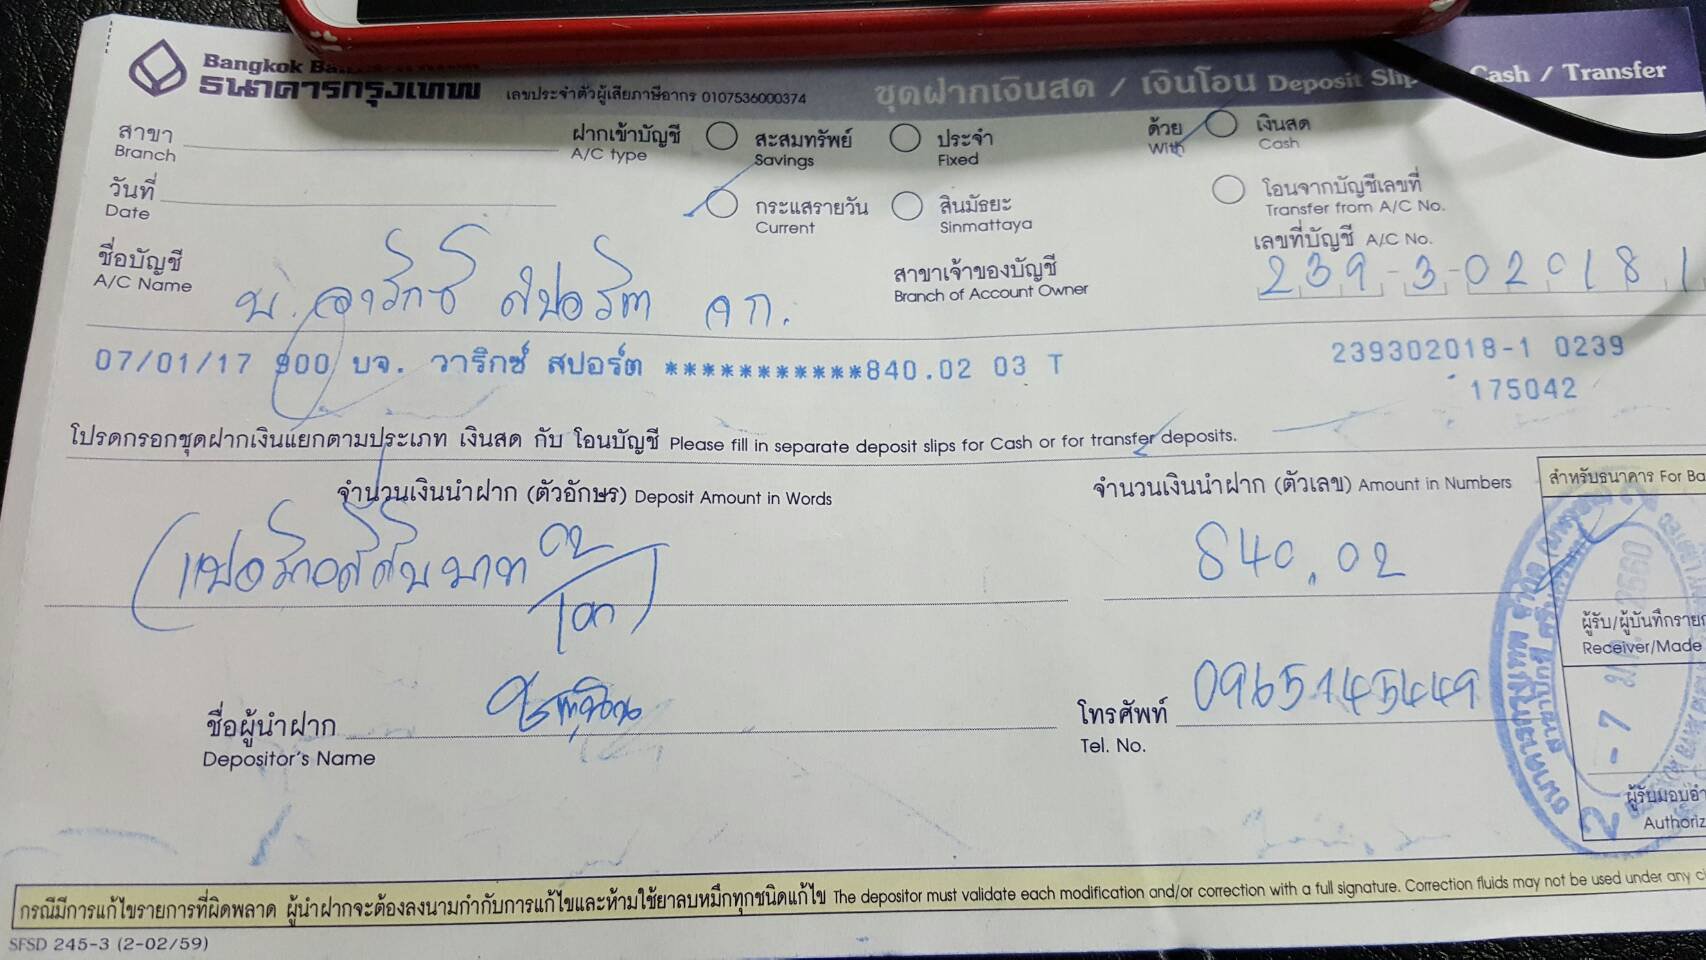 Bangkok Ba
ธนาคารกรุงเทพ เลขประจำตัวผู้เสียภาษีอากร 0107536000374 ชุดฝากเงินสด / เงินโอน Deposit Slip Cash / Transfer
สาขา ฝากเข้าบัญชี สะสมทรัพย์ ประจำ ด้วย เงินสด
Branch A/C type Savings Fixed With Cash
วันที่ กระแสรายวัน สินมัธยะ โอนจากบัญชีเลขที่
Date Current Sinmattaya Transfer from A/C No.
ชื่อบัญชี สาขาเจ้าของบัญชี เลขที่บัญชี A/C No.
A/C Name บ. วาริกซ์ สปอร์ต จก. Branch of Account Owner 239-3-02018 1
07/01/17 900 บจ. วาริกซ์ สปอร์ต ***********840.02 03 T 239302018-1 0239
175042
โปรดกรอกชุดฝากเงินแยกตามประเภท เงินสด กับ โอนบัญชี Please fill in separate deposit slips for Cash or for transfer deposits.
จำนวนเงินนำฝาก (ตัวอักษร) Deposit Amount in Words จำนวนเงินนำฝาก (ตัวเลข) Amount in Numbers สำหรับธนาคาร For Ba
(แปดร้อยสี่สิบบาท 02 840.02
ผู้รับ/ผู้บันทึกรายก
Receiver/Made
ชื่อผู้นำฝาก โทรศัพท์ 0965145449
Depositor's Name Tel. No.
- 7 ม.ค. 2560
ผู้รับมอบอำ
Authoriz
กรณีมีการแก้ไขรายการที่ผิดพลาด ผู้นำฝากจะต้องลงนามกำกับการแก้ไขและห้ามใช้ยาลบหมึกทุกชนิดแก้ไข The depositor must validate each modification and/or correction with a full signature. Correction fluids may not be used under any c
SFSD 245-3 (2-02/59)